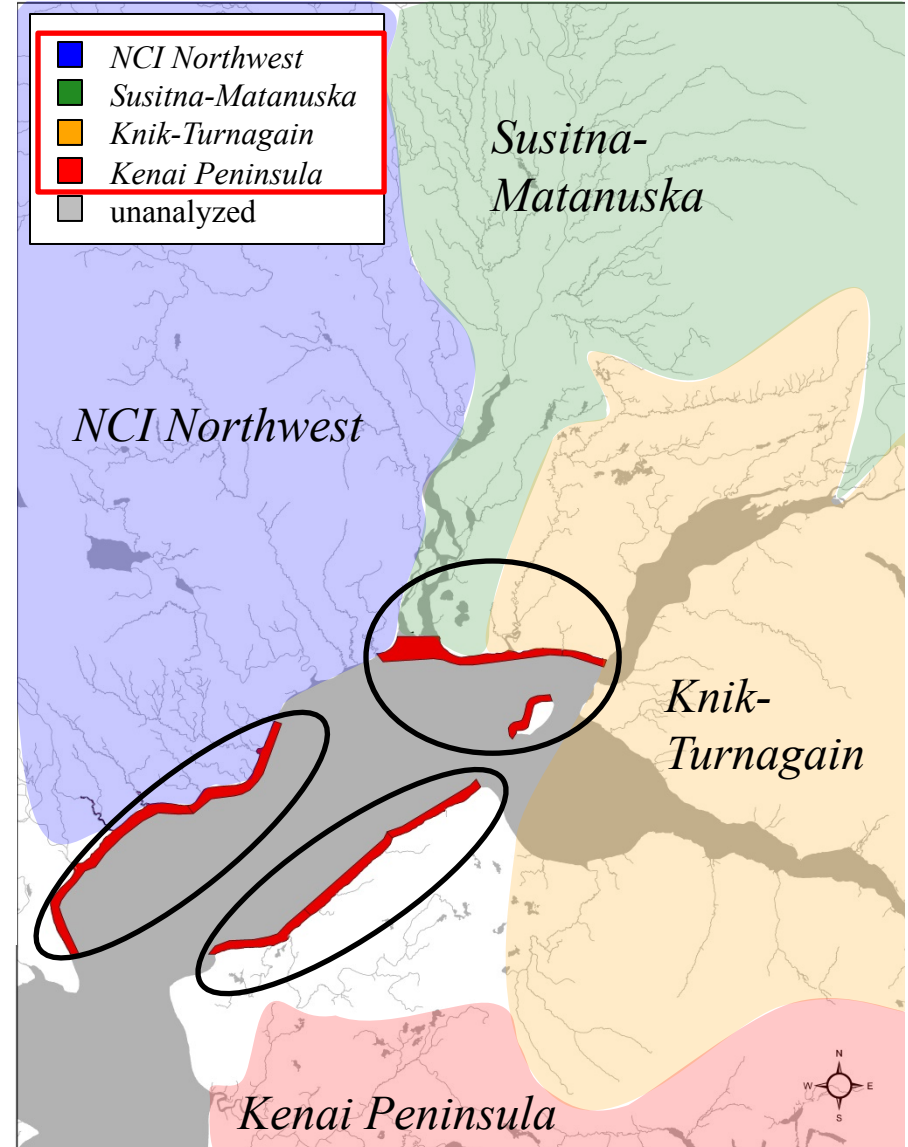 NCI Northwest
Susitna-Matanuska
Knik-Turnagain
Kenai Peninsula
unanalyzed
Susitna-
Matanuska
NCI Northwest
Knik-
Turnagain
N
W E
S
Kenai Peninsula